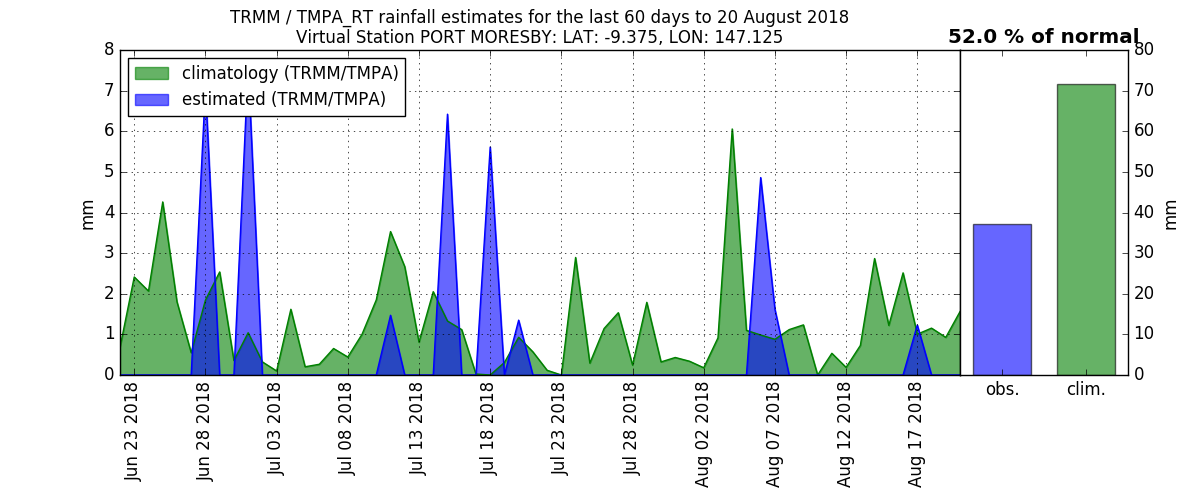 TRMM / TMPA_RT rainfall estimates for the last 60 days to 20 August 2018
Virtual Station PORT MORESBY: LAT: -9.375, LON: 147.125
52.0 % of normal
climatology (TRMM/TMPA)
estimated (TRMM/TMPA)
8
7
6
5
4
3
2
1
0
mm
Jun 23 2018
Jun 28 2018
Jul 03 2018
Jul 08 2018
Jul 13 2018
Jul 18 2018
Jul 23 2018
Jul 28 2018
Aug 02 2018
Aug 07 2018
Aug 12 2018
Aug 17 2018
obs.
clim.
80
70
60
50
40
30
20
10
0
mm